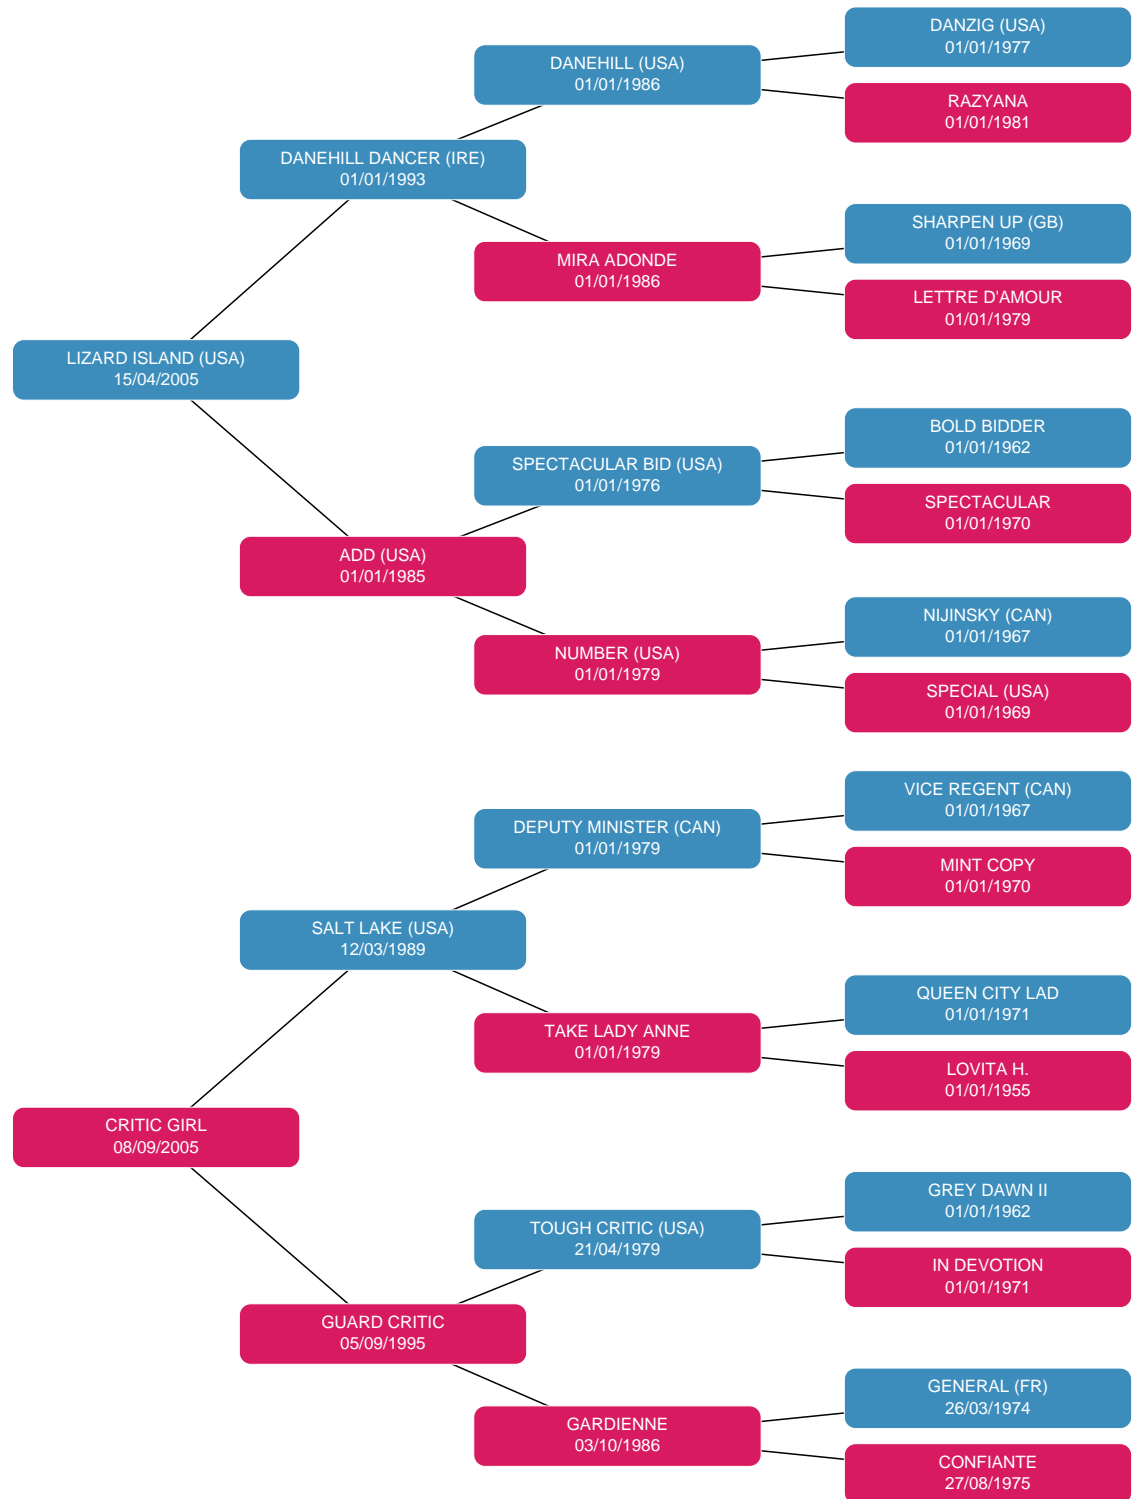 DANZIG (USA)
01/01/1977
DANEHILL (USA)
01/01/1986
RAZYANA
01/01/1981
DANEHILL DANCER (IRE)
01/01/1993
SHARPEN UP (GB)
01/01/1969
MIRA ADONDE
01/01/1986
LETTRE D'AMOUR
01/01/1979
LIZARD ISLAND (USA)
15/04/2005
BOLD BIDDER
01/01/1962
SPECTACULAR BID (USA)
01/01/1976
SPECTACULAR
01/01/1970
ADD (USA)
01/01/1985
NIJINSKY (CAN)
01/01/1967
NUMBER (USA)
01/01/1979
SPECIAL (USA)
01/01/1969
VICE REGENT (CAN)
01/01/1967
DEPUTY MINISTER (CAN)
01/01/1979
MINT COPY
01/01/1970
SALT LAKE (USA)
12/03/1989
QUEEN CITY LAD
01/01/1971
TAKE LADY ANNE
01/01/1979
LOVITA H.
01/01/1955
CRITIC GIRL
08/09/2005
GREY DAWN II
01/01/1962
TOUGH CRITIC (USA)
21/04/1979
IN DEVOTION
01/01/1971
GUARD CRITIC
05/09/1995
GENERAL (FR)
26/03/1974
GARDIENNE
03/10/1986
CONFIANTE
27/08/1975